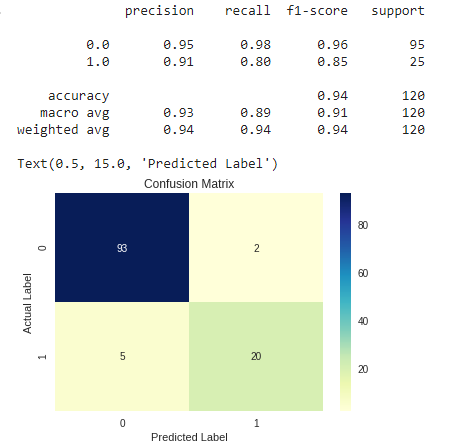 precision recall f1-score support
0.0 0.95 0.98 0.96 95
1.0 0.91 0.80 0.85 25
accuracy 0.94 120
macro avg 0.93 0.89 0.91 120
weighted avg 0.94 0.94 0.94 120
Text(0.5, 15.0, 'Predicted Label')
Confusion Matrix
Actual Label
0
93 2
1
5 20
0 1
Predicted Label
80
60
40
20